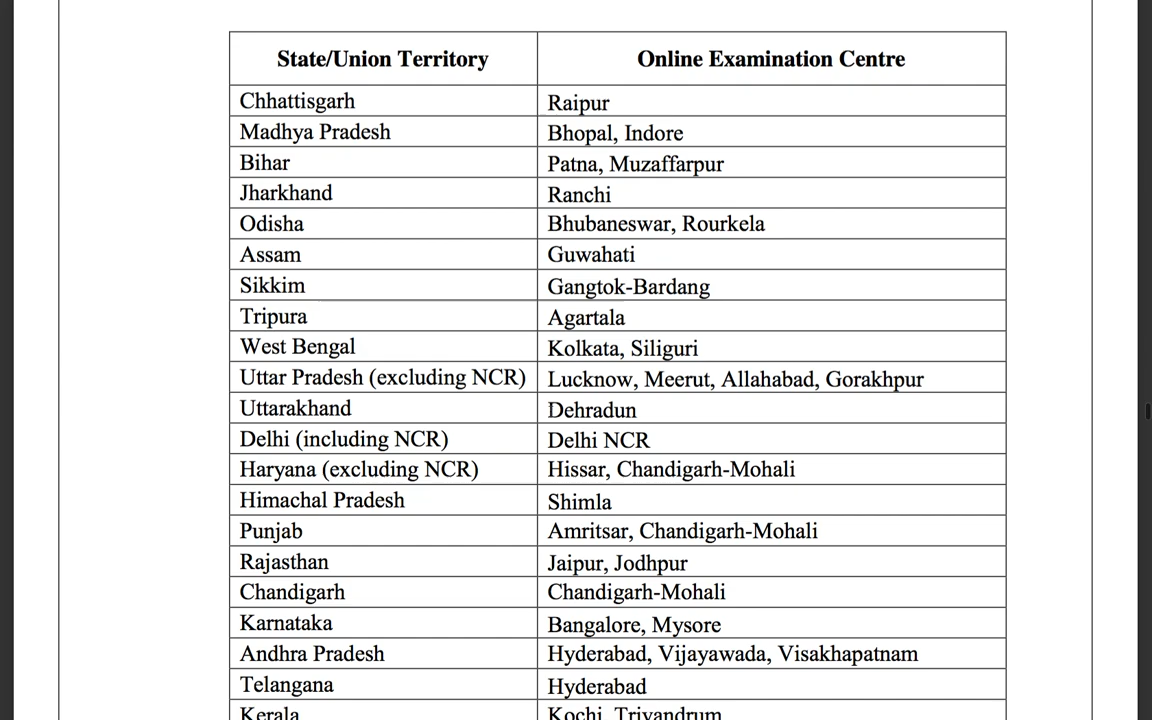 State/Union Territory Online Examination Centre
Chhattisgarh Raipur
Madhya Pradesh Bhopal, Indore
Bihar Patna, Muzaffarpur
Jharkhand Ranchi
Odisha Bhubaneswar, Rourkela
Assam Guwahati
Sikkim Gangtok-Bardang
Tripura Agartala
West Bengal Kolkata, Siliguri
Uttar Pradesh (excluding NCR) Lucknow, Meerut, Allahabad, Gorakhpur
Uttarakhand Dehradun
Delhi (including NCR) Delhi NCR
Haryana (excluding NCR) Hissar, Chandigarh-Mohali
Himachal Pradesh Shimla
Punjab Amritsar, Chandigarh-Mohali
Rajasthan Jaipur, Jodhpur
Chandigarh Chandigarh-Mohali
Karnataka Bangalore, Mysore
Andhra Pradesh Hyderabad, Vijayawada, Visakhapatnam
Telangana Hyderabad
Kerala Kochi, Trivandrum